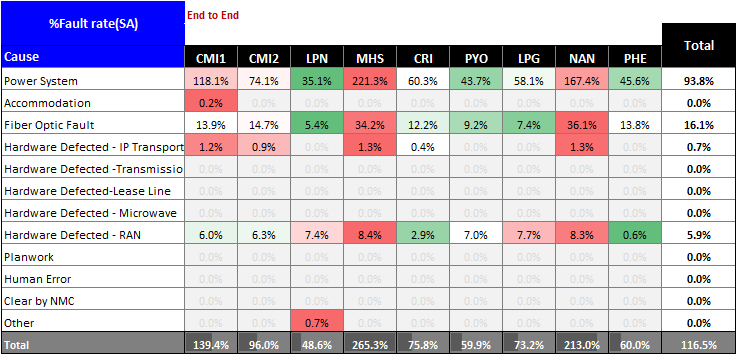 %Fault rate(SA) End to End
Total
Cause CMI1 CMI2 LPN MHS CRI PYO LPG NAN PHE
Power System 118.1% 74.1% 35.1% 221.3% 60.3% 43.7% 58.1% 167.4% 45.6% 93.8%
Accommodation 0.2% 0.0% 0.0% 0.0% 0.0% 0.0% 0.0% 0.0% 0.0% 0.0%
Fiber Optic Fault 13.9% 14.7% 5.4% 34.2% 12.2% 9.2% 7.4% 36.1% 13.8% 16.1%
Hardware Defected - IP Transport 1.2% 0.9% 0.0% 1.3% 0.4% 0.0% 0.0% 1.3% 0.0% 0.7%
Hardware Defected -Transmissio 0.0% 0.0% 0.0% 0.0% 0.0% 0.0% 0.0% 0.0% 0.0% 0.0%
Hardware Defected-Lease Line 0.0% 0.0% 0.0% 0.0% 0.0% 0.0% 0.0% 0.0% 0.0% 0.0%
Hardware Defected - Microwave 0.0% 0.0% 0.0% 0.0% 0.0% 0.0% 0.0% 0.0% 0.0% 0.0%
Hardware Defected - RAN 6.0% 6.3% 7.4% 8.4% 2.9% 7.0% 7.7% 8.3% 0.6% 5.9%
Planwork 0.0% 0.0% 0.0% 0.0% 0.0% 0.0% 0.0% 0.0% 0.0% 0.0%
Human Error 0.0% 0.0% 0.0% 0.0% 0.0% 0.0% 0.0% 0.0% 0.0% 0.0%
Clear by NMC 0.0% 0.0% 0.0% 0.0% 0.0% 0.0% 0.0% 0.0% 0.0% 0.0%
Other 0.0% 0.0% 0.7% 0.0% 0.0% 0.0% 0.0% 0.0% 0.0% 0.0%
Total 139.4% 96.0% 48.6% 265.3% 75.8% 59.9% 73.2% 213.0% 60.0% 116.5%